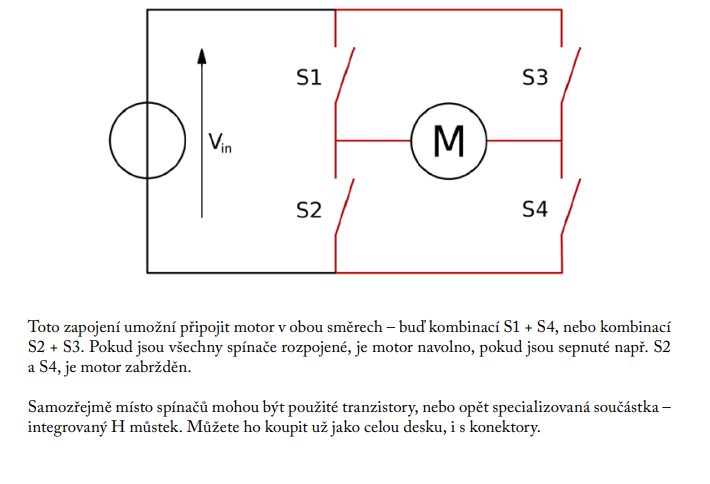 S1
S3
Vin
M
S2
S4
Toto zapojení umožní připojit motor v obou směrech – buď kombinací S1 + S4, nebo kombinací
S2 + S3. Pokud jsou všechny spínače rozpojené, je motor navolno, pokud jsou sepnuté např. S2
a S4, je motor zabržděn.
Samozřejmě místo spínačů mohou být použité tranzistory, nebo opět specializovaná součástka –
integrovaný H můstek. Můžete ho koupit už jako celou desku, i s konektory.